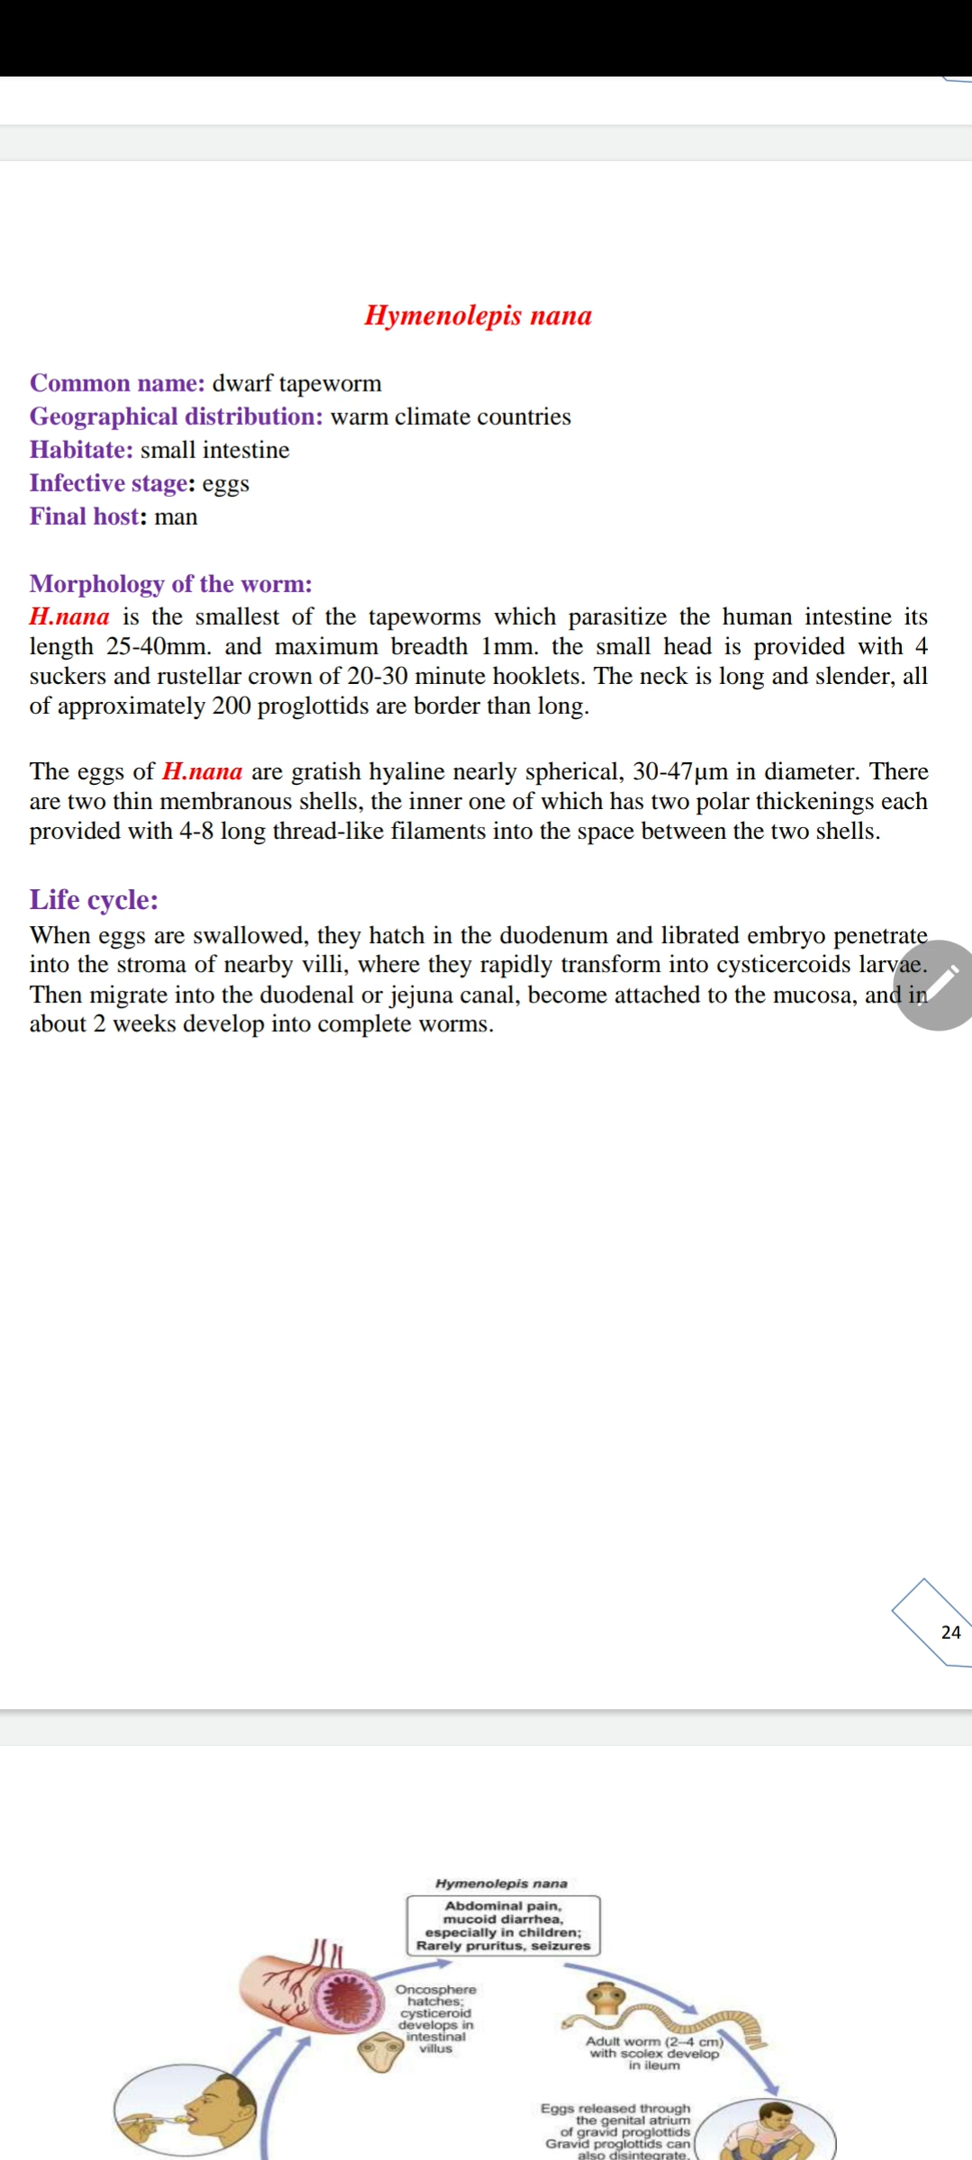 Hymenolepis nana
Common name: dwarf tapeworm
Geographical distribution: warm climate countries
Habitate: small intestine
Infective stage: eggs
Final host: man
Morphology of the worm:
H.nana is the smallest of the tapeworms which parasitize the human intestine its
length 25-40mm. and maximum breadth 1mm. the small head is provided with 4
suckers and rustellar crown of 20-30 minute hooklets. The neck is long and slender, all
of approximately 200 proglottids are border than long.
The eggs of H.nana are gratish hyaline nearly spherical, 30-47µm in diameter. There
are two thin membranous shells, the inner one of which has two polar thickenings each
provided with 4-8 long thread-like filaments into the space between the two shells.
Life cycle:
When eggs are swallowed, they hatch in the duodenum and librated embryo penetrate
into the stroma of nearby villi, where they rapidly transform into cysticercoids larvae.
Then migrate into the duodenal or jejuna canal, become attached to the mucosa, and in
about 2 weeks develop into complete worms.
24
Hymenolepis nana
Abdominal pain,
mucoid diarrhea,
especially in children;
Rarely pruritus, seizures
Oncosphere
hatches;
cysticeroid
develops in
intestinal
villus
Adult worm (2–4 cm)
with scolex develop
in ileum
Eggs released through
the genital atrium
of gravid proglottids
Gravid proglottids can
also disintegrate,